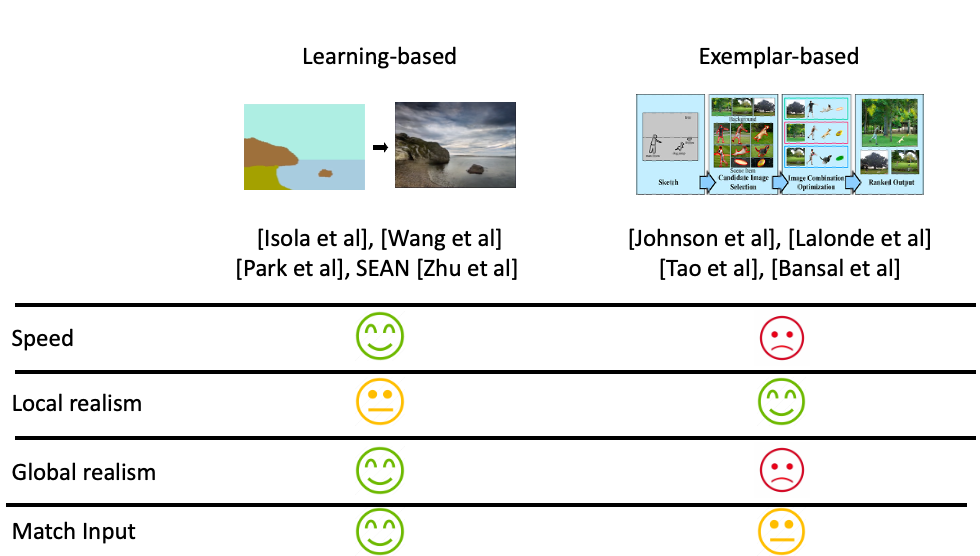 Learning-based
Exemplar-based
Background
Scene Item
Sketch
Candidate Image
Selection
Image Combination
Optimization
Ranked Output
[Isola et al], [Wang et al]
[Park et al], SEAN [Zhu et al]
[Johnson et al], [Lalonde et al]
[Tao et al], [Bansal et al]
Speed
Local realism
Global realism
Match Input